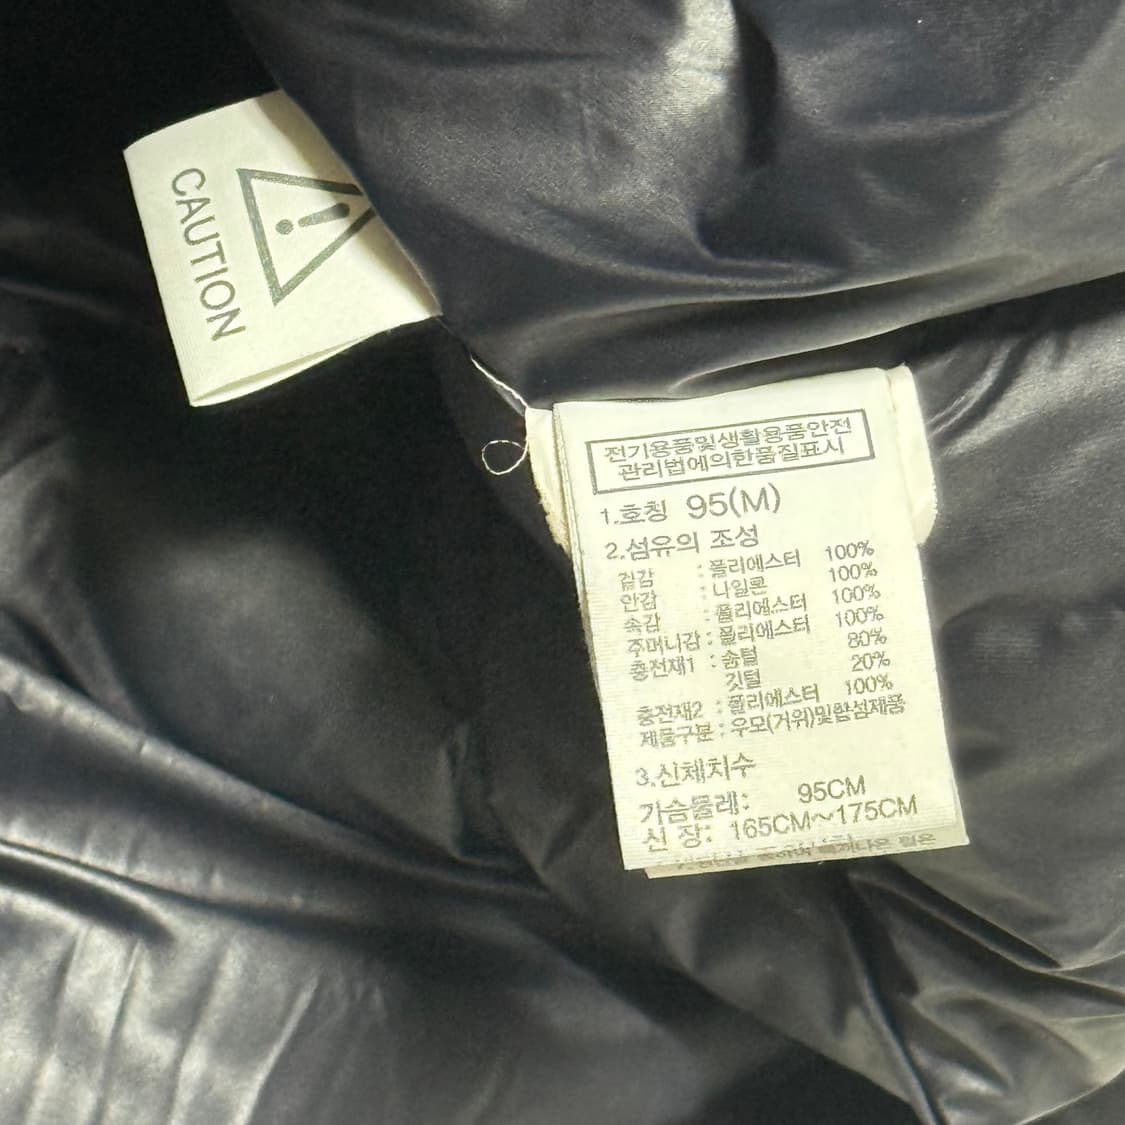 CAUTION
전기용품및생활용품안전
관리법에의한품질표시
1.호칭 95(M)
2.섬유의 조성
겉감 : 폴리에스터 100%
안감 : 나일론 100%
속감 : 폴리에스터 100%
주머니감 : 폴리에스터 100%
충전재1 : 솜털 80%
깃털 20%
충전재2 : 폴리에스터 100%
제품구분 : 우모(거위)및합섬제품
3.신체치수
가슴둘레: 95CM
신 장: 165CM~175CM